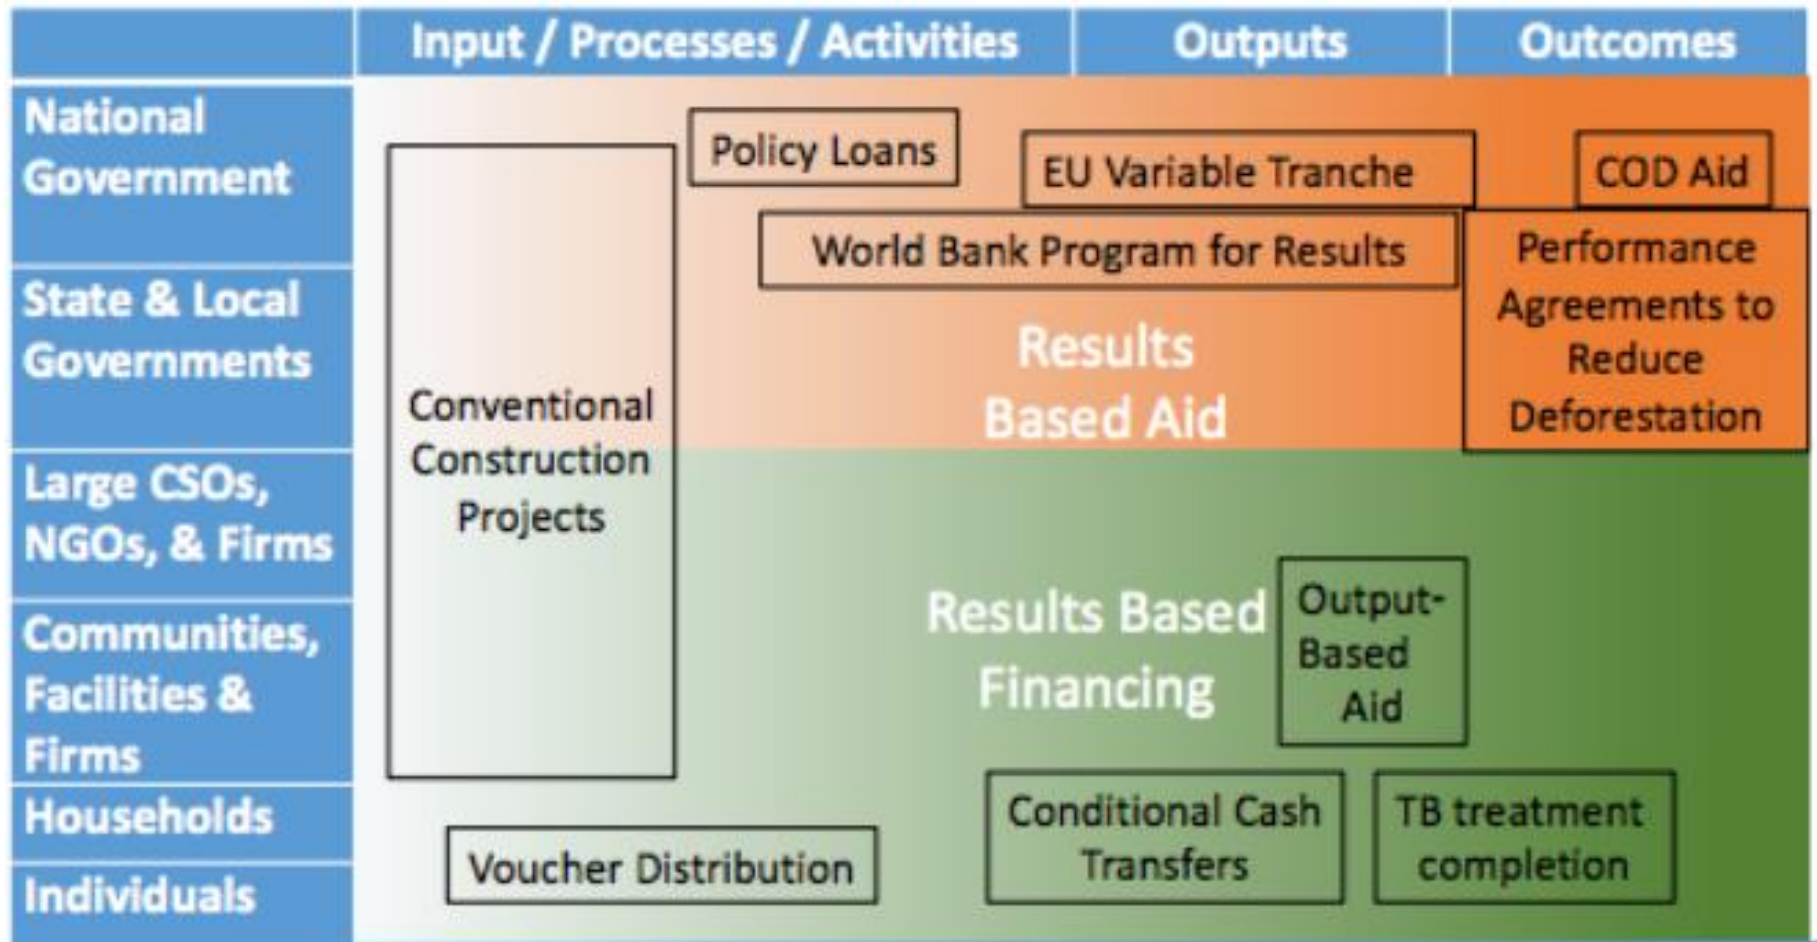 Input / Processes / Activities
Outputs
Outcomes
National
Government
State & Local
Governments
Large CSOs,
NGOs, & Firms
Communities,
Facilities &
Firms
Households
Individuals
Policy Loans
EU Variable Tranche
COD Aid
World Bank Program for Results
Performance
Agreements to
Reduce
Deforestation
Results
Based Aid
Conventional
Construction
Projects
Results Based
Financing
Output-
Based
Aid
Conditional Cash
Transfers
TB treatment
completion
Voucher Distribution